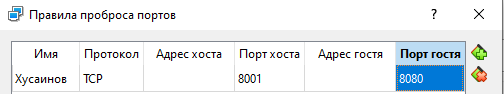 Правила проброса портов ?
Имя Протокол Адрес хоста Порт хоста Адрес гостя Порт гостя
Хусаинов TCP 8001 8080